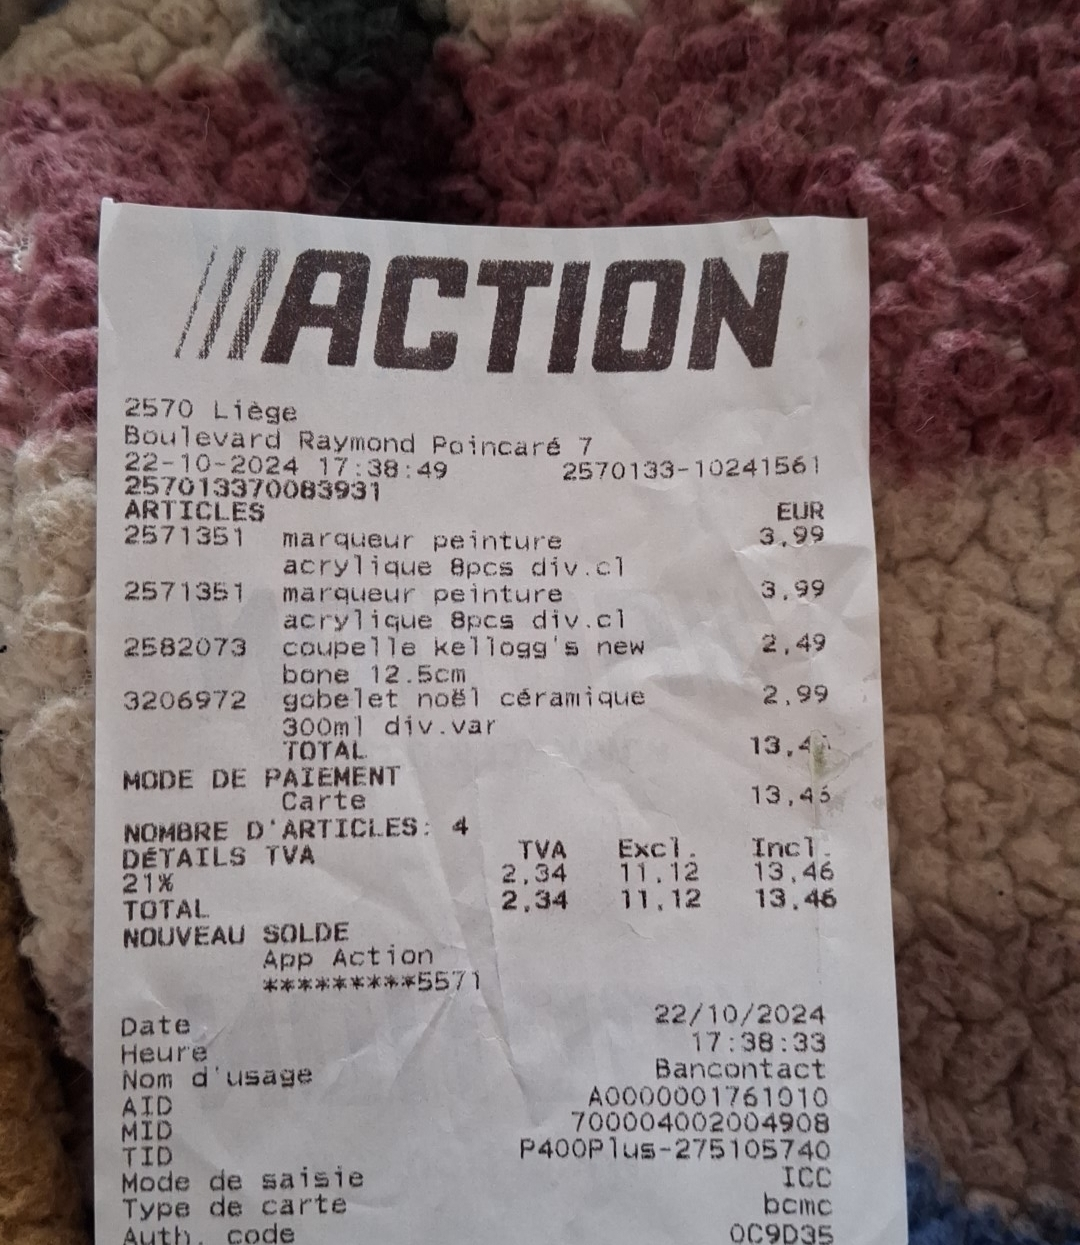 ACTION
2570 Liège
Boulevard Raymond Poincaré 7
22-10-2024 17:38:49 2570133-10241561
257013370083931
ARTICLES EUR
2571351 marqueur peinture 3,99
acrylique 8pcs div.cl
2571351 marqueur peinture 3,99
acrylique 8pcs div.cl
2582073 coupelle kellogg's new 2,49
bone 12.5cm
3206972 gobelet noël céramique 2,99
300ml div.var
TOTAL 13,46
MODE DE PAIEMENT
Carte 13,46
NOMBRE D'ARTICLES: 4
DÉTAILS TVA TVA Excl. Incl.
21% 2,34 11,12 13,46
TOTAL 2,34 11,12 13,46
NOUVEAU SOLDE
App Action
*********5571
Date 22/10/2024
Heure 17:38:33
Nom d'usage Bancontact
AID A0000001761010
MID 700004002004908
TID P400Plus-275105740
Mode de saisie ICC
Type de carte bcmc
Auth. code 0C9D35